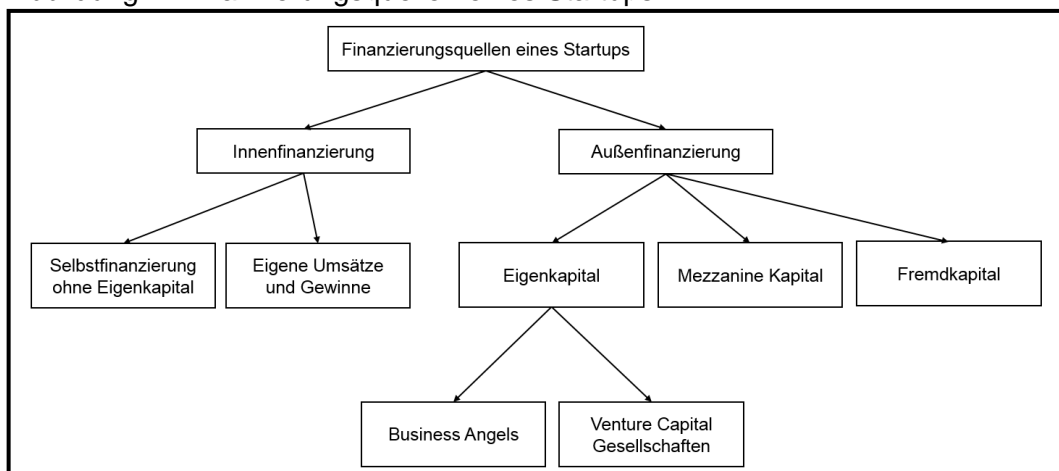 Finanzierungsquellen eines Startups
Innenfinanzierung
Außenfinanzierung
Selbstfinanzierung
ohne Eigenkapital
Eigene Umsätze
und Gewinne
Eigenkapital
Mezzanine Kapital
Fremdkapital
Business Angels
Venture Capital
Gesellschaften